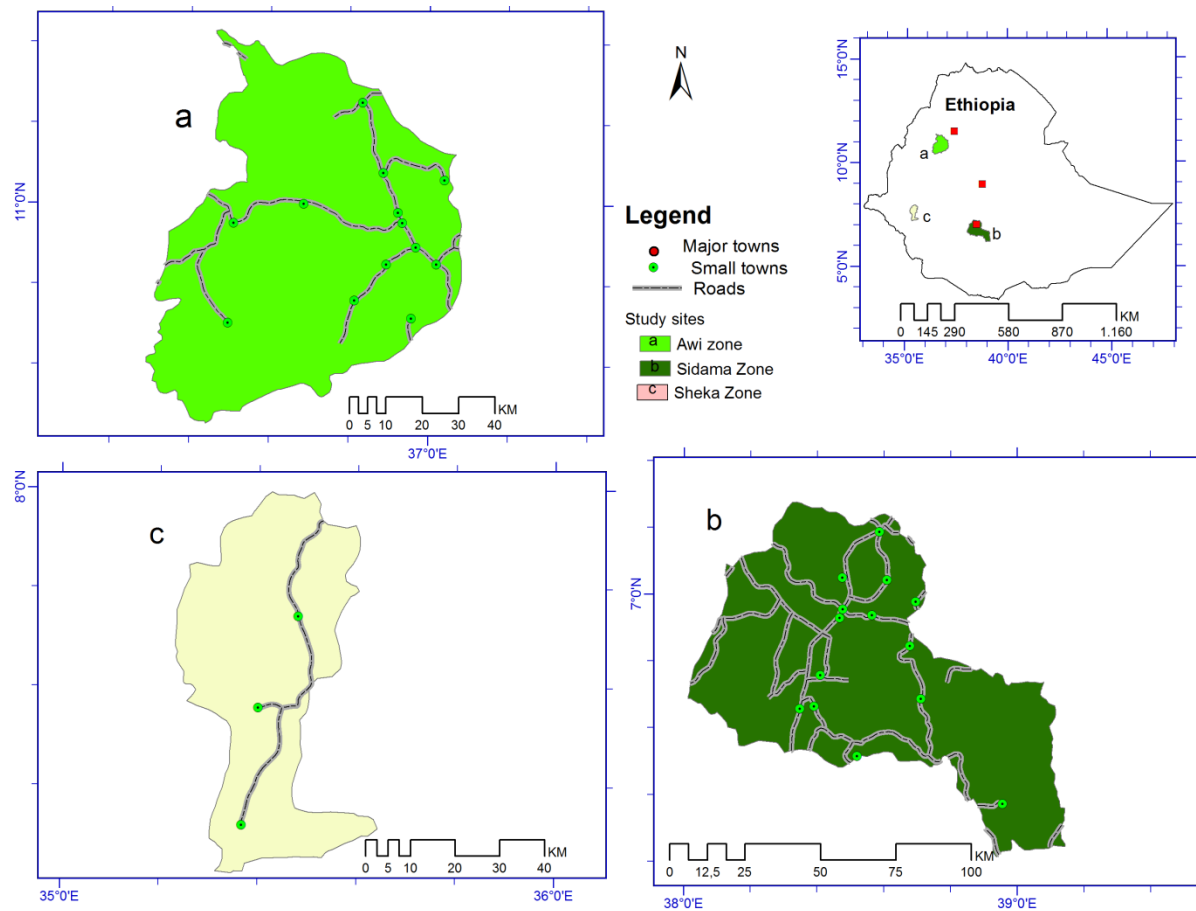 a
11°0'N
0 5 10 20 30 40
KM
37°0'E
N
Legend
Major towns
Small towns
Roads
Study sites
a Awi zone
b Sidama Zone
c Sheka Zone
Ethiopia
a
c
b
15°0'N
10°0'N
5°0'N
KM
0 145 290 580 870 1.160
35°0'E 40°0'E 45°0'E
8°0'N
c
0 5 10 20 30 40
KM
35°0'E 36°0'E
b
7°0'N
KM
0 12,5 25 50 75 100
38°0'E 39°0'E